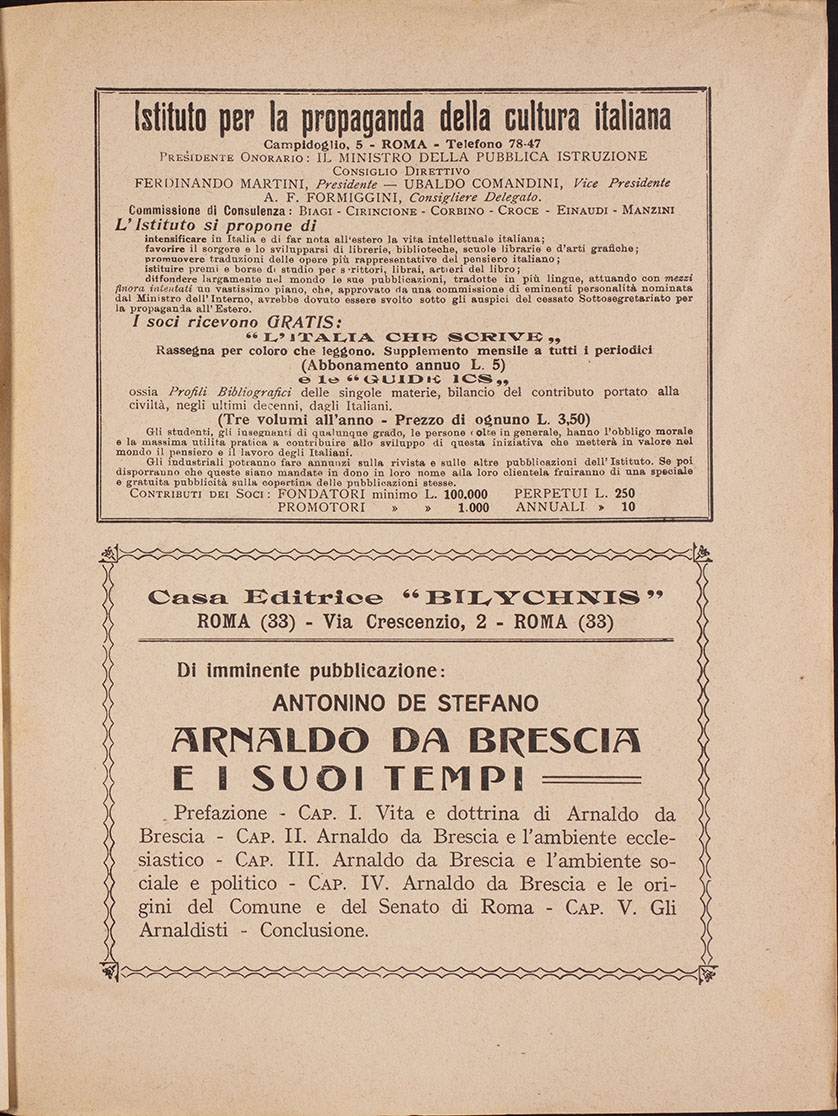 Istituto per la propaganda della cultura italiana
Campidoglio, 5 - ROMA - Telefono 78-47
PRESIDENTE ONORARIO: IL MINISTRO DELLA PUBBLICA ISTRUZIONE
CONSIGLIO DIRETTIVO
FERDINANDO MARTINI, Presidente — UBALDO COMANDINI, Vice Presidente
A. F. FORMIGGINI, Consigliere Delegato.
Commissione di Consulenza: BIAGI - CIRINCIONE - CORBINO - CROCE - EINAUDI - MANZINI
L'Istituto si propone di
intensificare in Italia e di far nota all'estero la vita intellettuale italiana;
favorire il sorgere e lo svilupparsi di librerie, biblioteche, scuole librarie e d'arti grafiche;
promuovere traduzioni delle opere più rappresentative del pensiero italiano;
istituire premi e borse di studio per scrittori, librai, artieri del libro;
diffondere largamente nel mondo le sue pubblicazioni, tradotte in più lingue, attuando con mezzi
finora intentati un vastissimo piano, che, approvato da una commissione di eminenti personalità nominata
dal Ministro dell'Interno, avrebbe dovuto essere svolto sotto gli auspici del cessato Sottosegretariato per
la propaganda all'Estero.
I soci ricevono GRATIS:
“ L'ITALIA CHE SCRIVE „
Rassegna per coloro che leggono. Supplemento mensile a tutti i periodici
(Abbonamento annuo L. 5)
e le “ GUIDE ICS „
ossia Profili Bibliografici delle singole materie, bilancio del contributo portato alla
civiltà, negli ultimi decenni, dagli Italiani.
(Tre volumi all'anno - Prezzo di ognuno L. 3,50)
Gli studenti, gli insegnanti di qualunque grado, le persone colte in generale, hanno l'obbligo morale
e la massima utilita pratica a contribuire allo sviluppo di questa iniziativa che metterà in valore nel
mondo il pensiero e il lavoro degli Italiani.
Gli industriali potranno fare annunzi sulla rivista e sulle altre pubblicazioni dell'Istituto. Se poi
disporranno che queste siano mandate in dono in loro nome alla loro clientela fruiranno di una speciale
e gratuita pubblicità sulla copertina delle pubblicazioni stesse.
CONTRIBUTI DEI SOCI: FONDATORI minimo L. 100.000 PERPETUI L. 250
PROMOTORI » » 1.000 ANNUALI » 10
Casa Editrice “BILYCHNIS”
ROMA (33) - Via Crescenzio, 2 - ROMA (33)
Di imminente pubblicazione:
ANTONINO DE STEFANO
ARNALDO DA BRESCIA
E I SUOI TEMPI
Prefazione - CAP. I. Vita e dottrina di Arnaldo da
Brescia - CAP. II. Arnaldo da Brescia e l'ambiente eccle-
siastico - CAP. III. Arnaldo da Brescia e l'ambiente so-
ciale e politico - CAP. IV. Arnaldo da Brescia e le ori-
gini del Comune e del Senato di Roma - CAP. V. Gli
Arnaldisti - Conclusione.